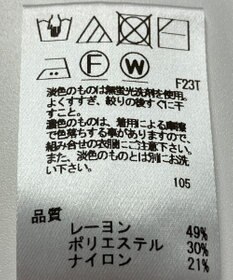 F
W
F23T
淡色のものは無蛍光洗剤を使用。
よくすすぎ、絞りの後すぐに干
すこと。
濃色のものは、着用による摩擦
で色落ちする事がありますので、
組み合せの衣服にご注意下さい。
また、淡色のものとは別にお洗
いください。
105
品質
レーヨン 49%
ポリエステル 30%
ナイロン 21%